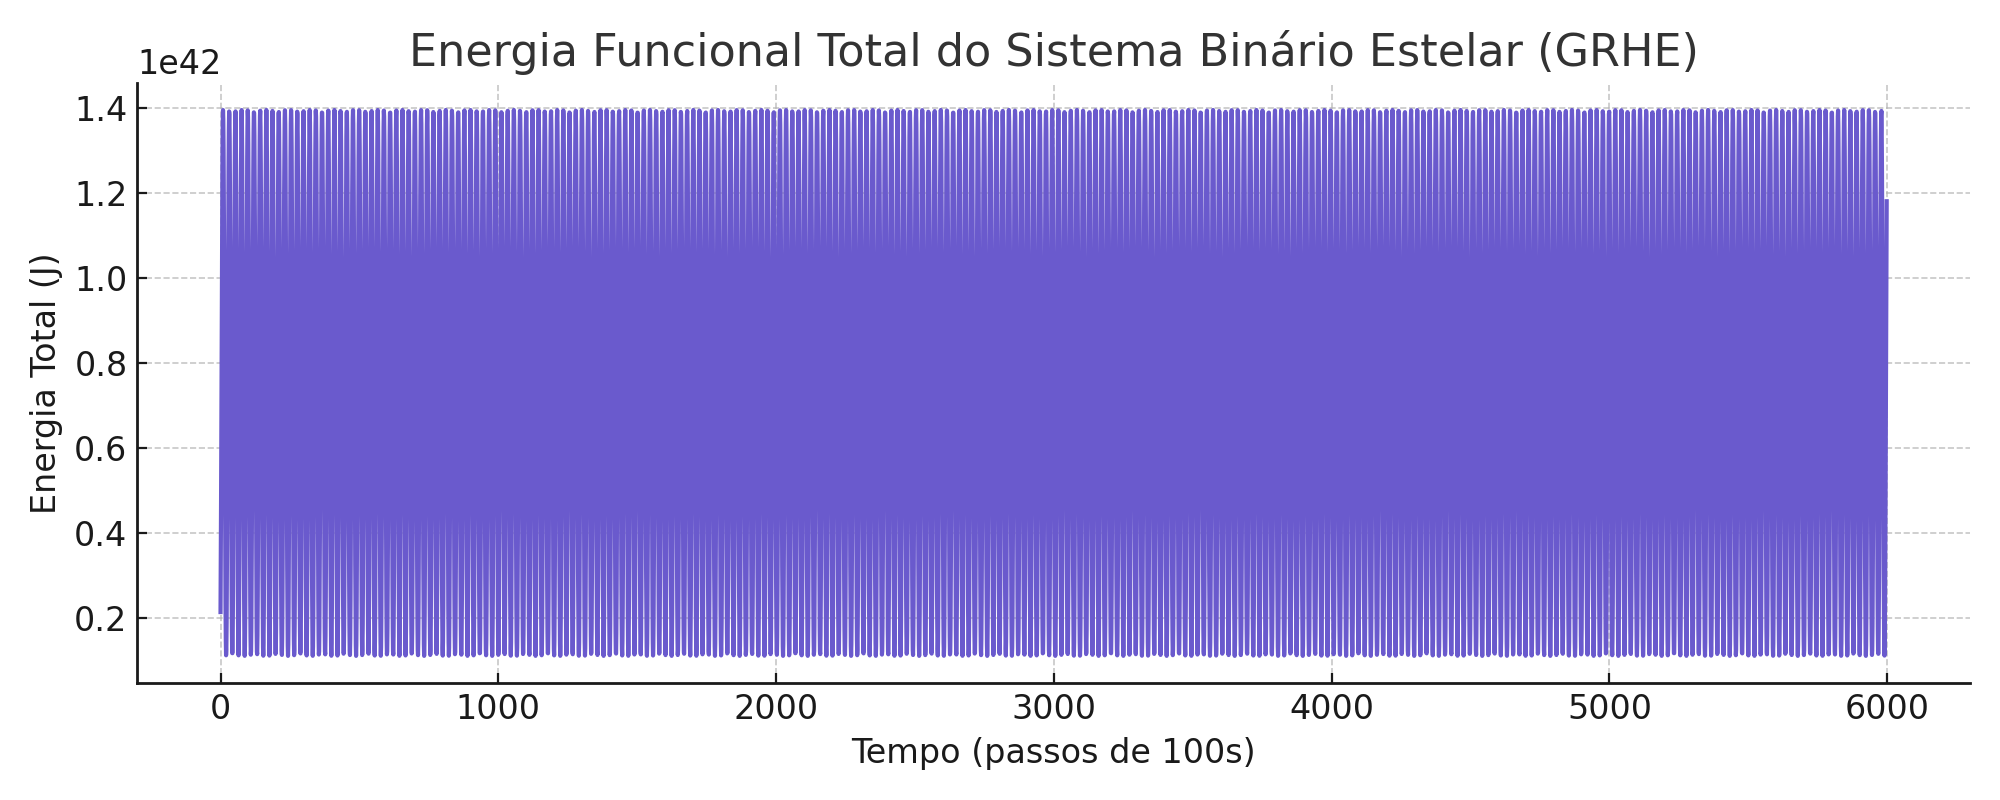 Energia Funcional Total do Sistema Binário Estelar (GRHE)
1e42
1.4
1.2
1.0
0.8
0.6
0.4
0.2
Energia Total (J)
0 1000 2000 3000 4000 5000 6000
Tempo (passos de 100s)